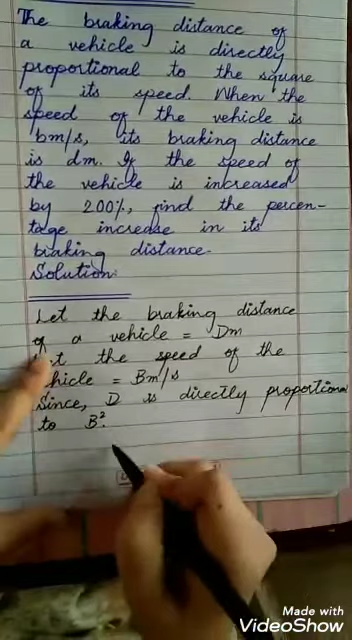 The braking distance of
a vehicle is directly
proportional to the square
of its speed. When the
speed of the vehicle is
bm/s, its braking distance
is dm. If the speed of
the vehicle is increased
by 200%, find the percen-
tage increase in its
braking distance.
Solution:
Let the braking distance
of a vehicle = Dm
the speed of the
hicle = Bm/s
Since, D is directly proportional
to B².
Made with
VideoShow